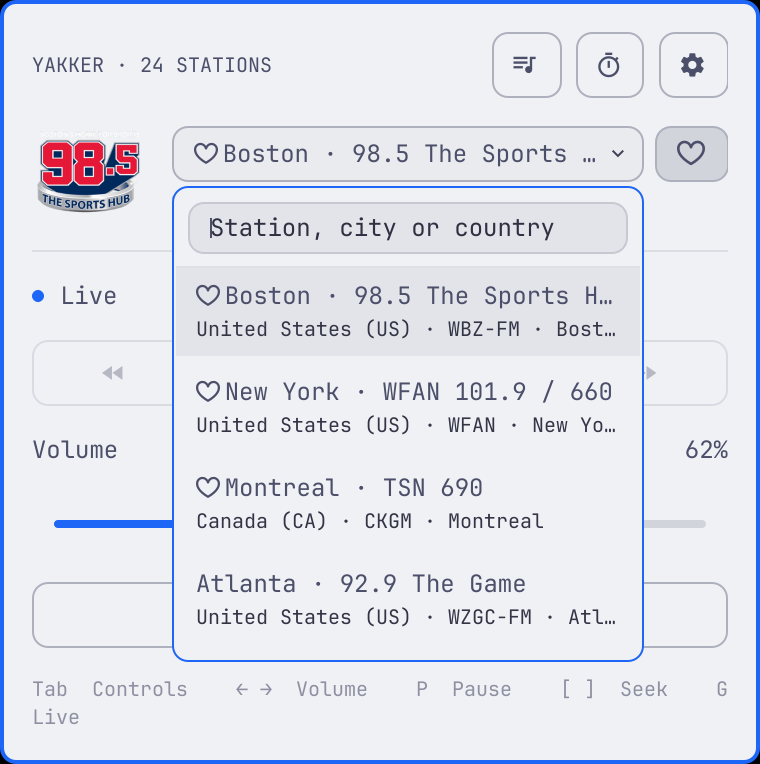 YAKKER · 24 STATIONS
98.5
THE SPORTS HUB
Boston · 98.5 The Sports …
Station, city or country
Boston · 98.5 The Sports H…
United States (US) · WBZ-FM · Bost…
New York · WFAN 101.9 / 660
United States (US) · WFAN · New Yo…
Montreal · TSN 690
Canada (CA) · CKGM · Montreal
Atlanta · 92.9 The Game
United States (US) · WZGC-FM · Atl…
Live
Volume 62%
Tab Controls ← → Volume P Pause [ ] Seek G
Live